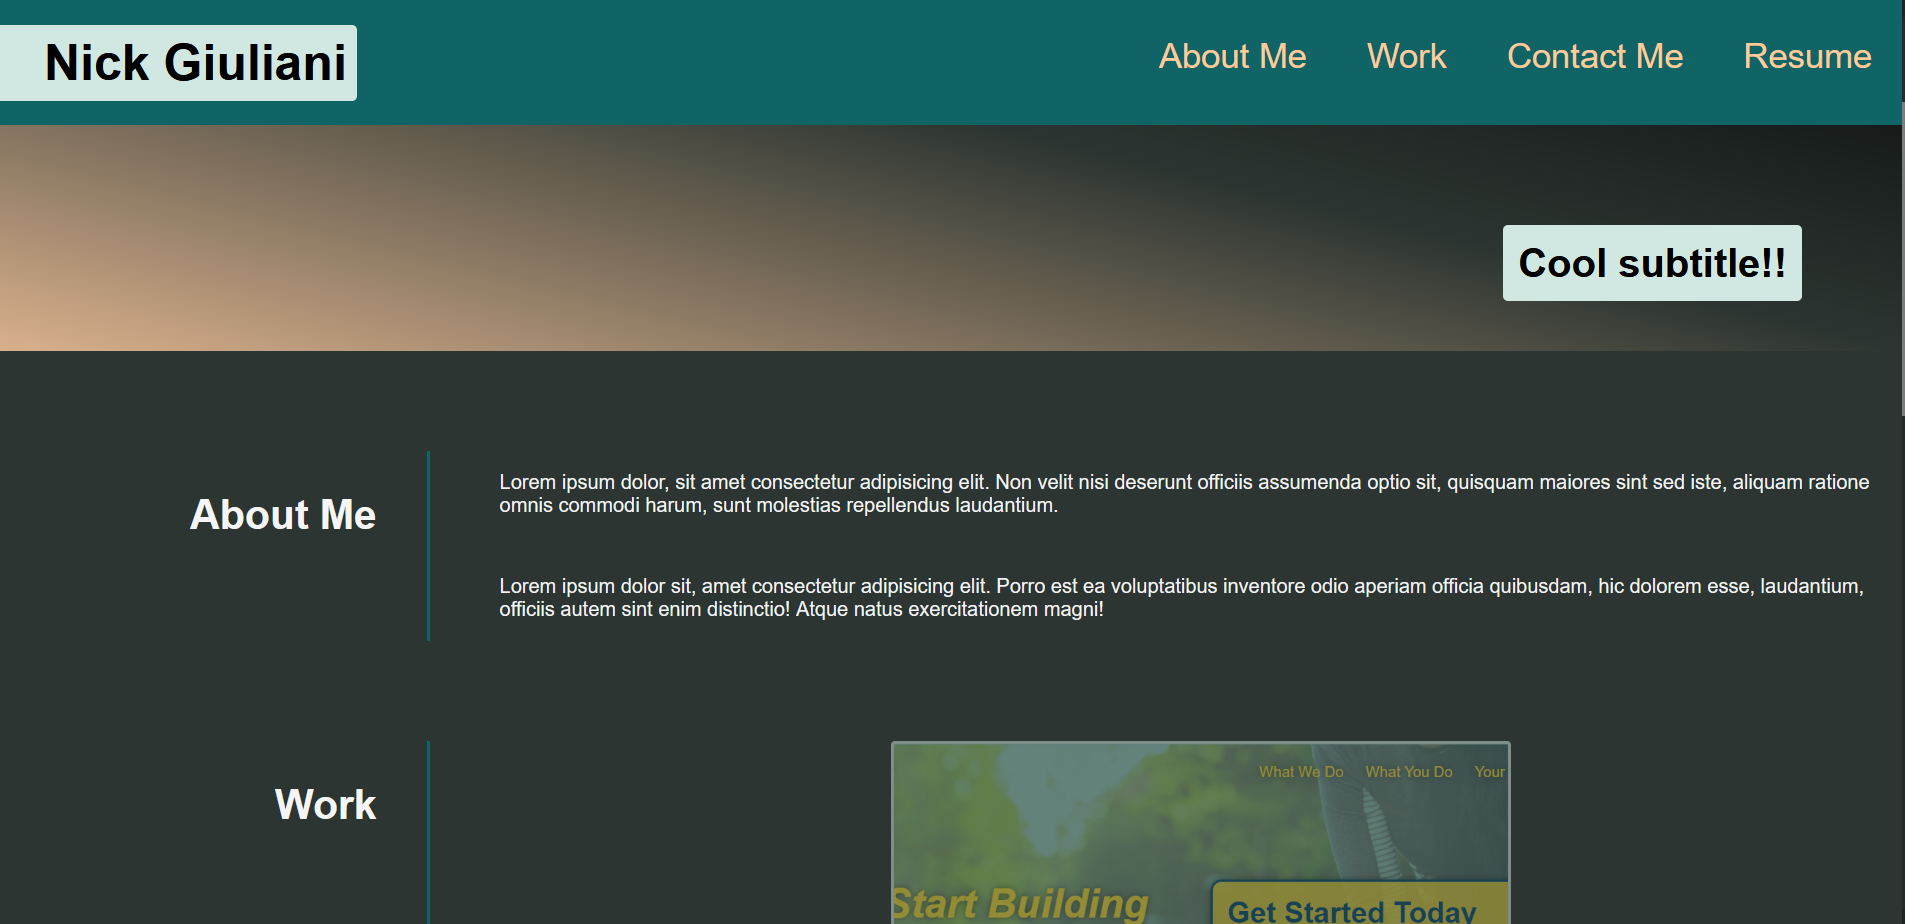 Nick Giuliani
About Me Work Contact Me Resume
Cool subtitle!!
About Me
Lorem ipsum dolor, sit amet consectetur adipisicing elit. Non velit nisi deserunt officiis assumenda optio sit, quisquam maiores sint sed iste, aliquam ratione
omnis commodi harum, sunt molestias repellendus laudantium.
Lorem ipsum dolor sit, amet consectetur adipisicing elit. Porro est ea voluptatibus inventore odio aperiam officia quibusdam, hic dolorem esse, laudantium,
officiis autem sint enim distinctio! Atque natus exercitationem magni!
Work
What We Do What You Do Your
Start Building
Get Started Today